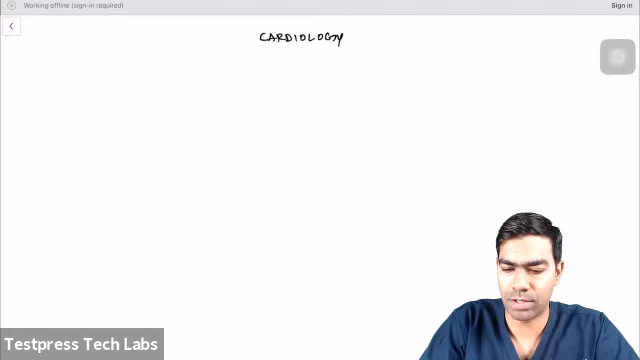 Working offline (sign-in required)
Sign in
CARDIOLOGY
Testpress Tech Labs